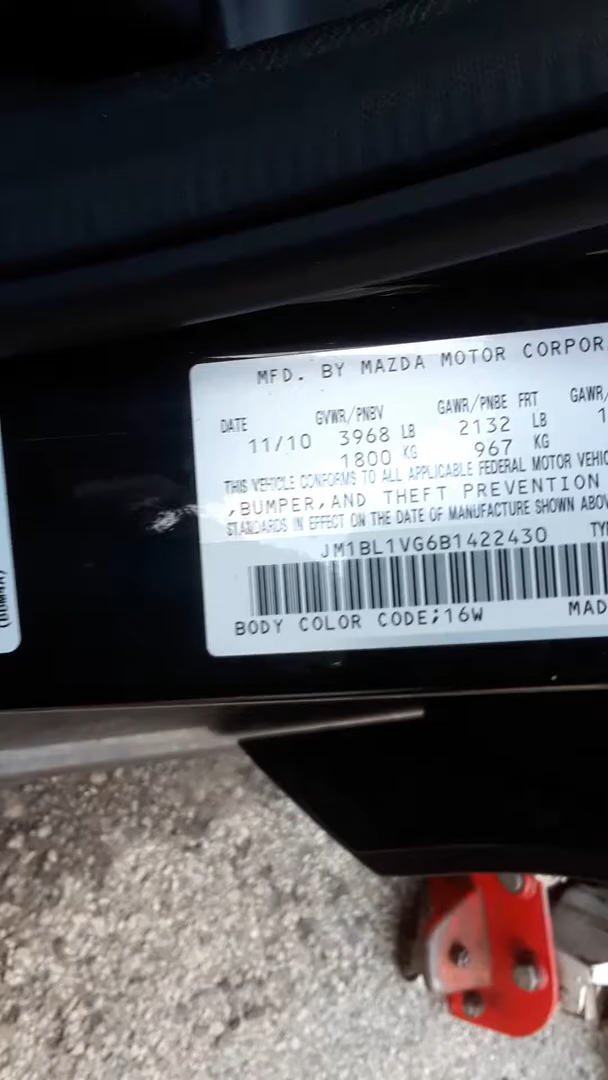 MFD. BY MAZDA MOTOR CORPOR
DATE GVWR/PNBV GAWR/PNBE FRT GAWR/
11/10 3968 LB 2132 LB 1
1800 KG 967 KG
THIS VEHICLE CONFORMS TO ALL APPLICABLE FEDERAL MOTOR VEHIC
,BUMPER,AND THEFT PREVENTION
STANDARDS IN EFFECT ON THE DATE OF MANUFACTURE SHOWN ABOV
JM1BL1VG6B1422430 TY
BODY COLOR CODE;16W MAD